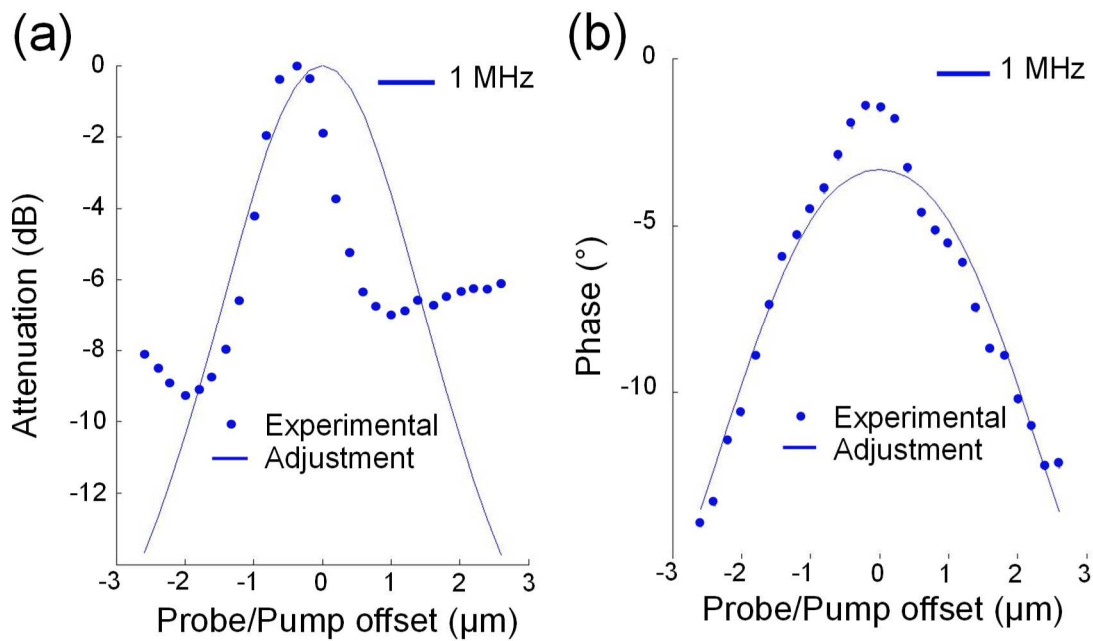 (a)
1 MHz
0
-2
-4
-6
-8
-10
-12
Attenuation (dB)
Experimental
Adjustment
-3 -2 -1 0 1 2 3
Probe/Pump offset (µm)
(b)
1 MHz
0
-5
-10
Phase (°)
Experimental
Adjustment
-3 -2 -1 0 1 2 3
Probe/Pump offset (µm)